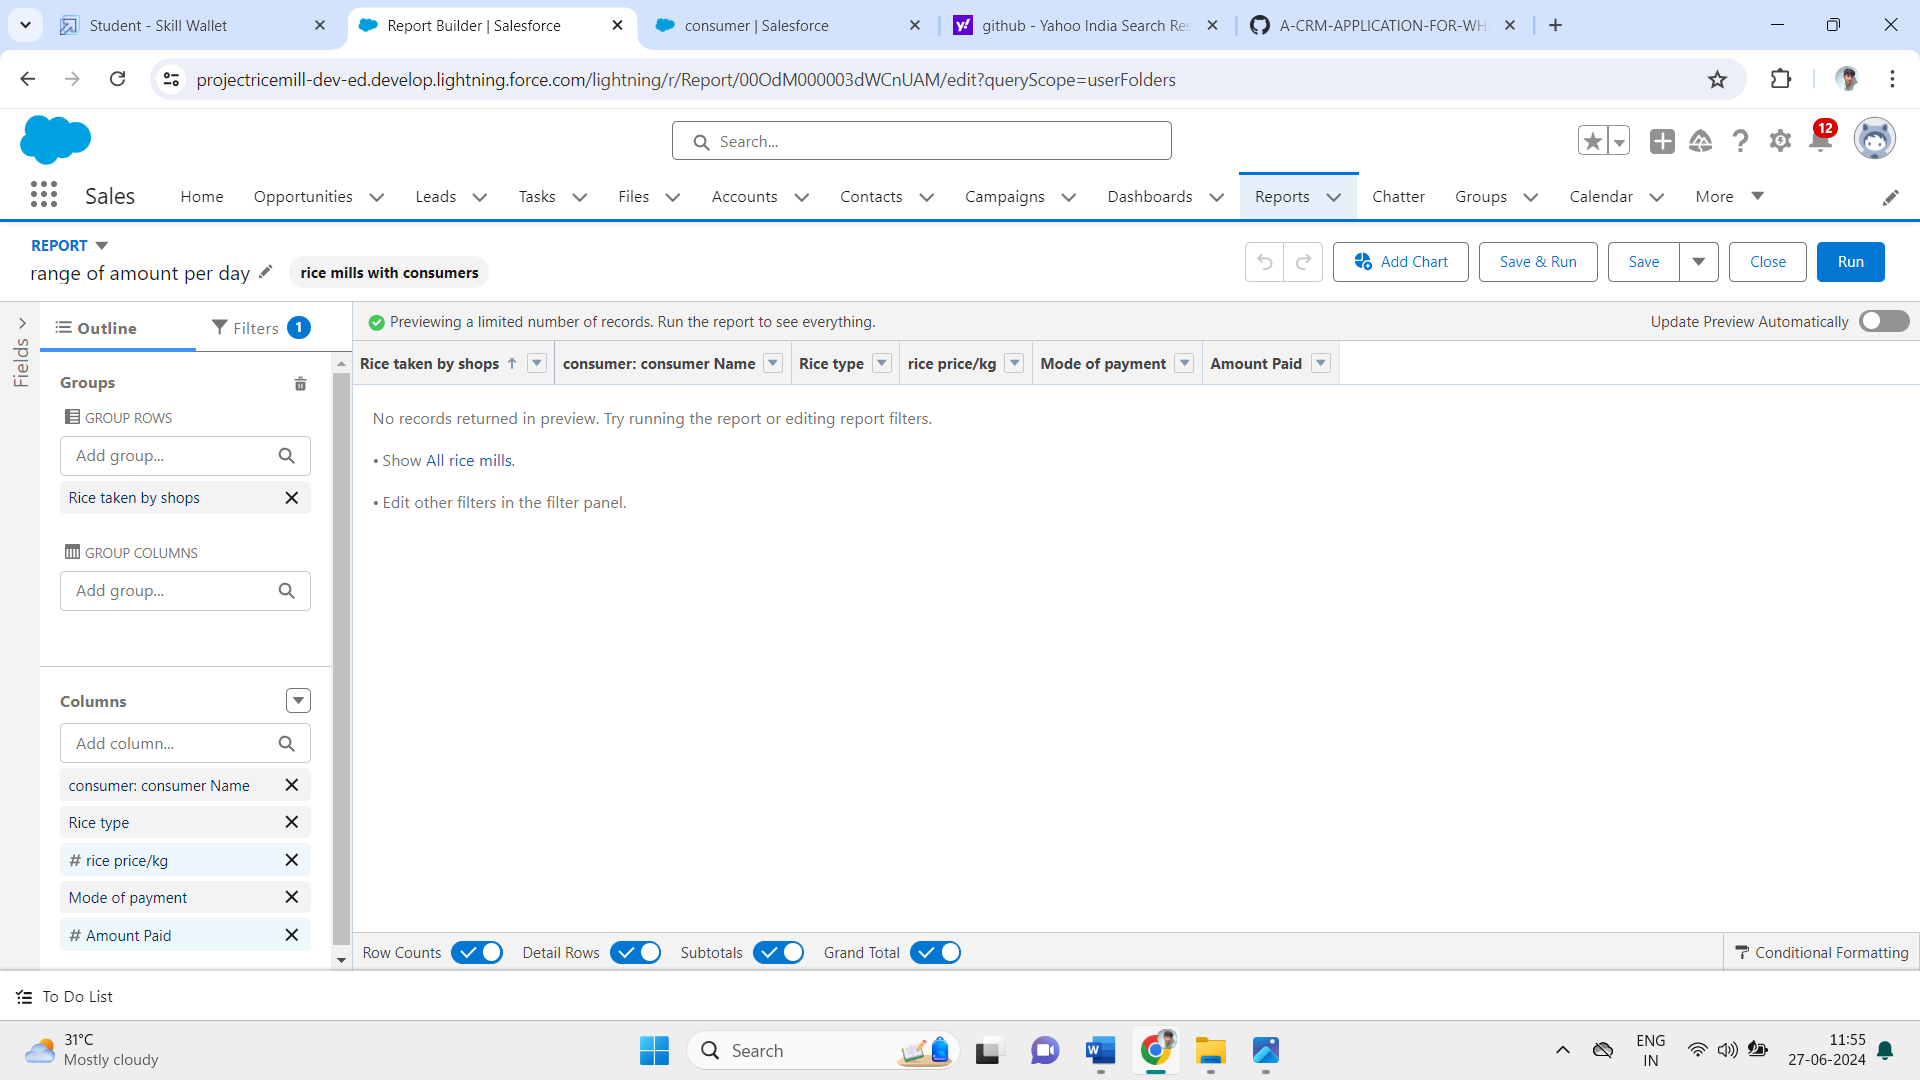 Student - Skill Wallet
Report Builder | Salesforce
consumer | Salesforce
github - Yahoo India Search Res
A-CRM-APPLICATION-FOR-WH
projectricemill-dev-ed.develop.lightning.force.com/lightning/r/Report/00OdM000003dWCnUAM/edit?queryScope=userFolders
Search...
12
Sales
Home
Opportunities
Leads
Tasks
Files
Accounts
Contacts
Campaigns
Dashboards
Reports
Chatter
Groups
Calendar
More
REPORT
range of amount per day
rice mills with consumers
Add Chart
Save & Run
Save
Close
Run
Fields
Outline
Filters 1
Previewing a limited number of records. Run the report to see everything.
Update Preview Automatically
Groups
GROUP ROWS
Add group...
Rice taken by shops
GROUP COLUMNS
Add group...
Columns
Add column...
consumer: consumer Name
Rice type
# rice price/kg
Mode of payment
# Amount Paid
Rice taken by shops
consumer: consumer Name
Rice type
rice price/kg
Mode of payment
Amount Paid
No records returned in preview. Try running the report or editing report filters.
• Show All rice mills.
• Edit other filters in the filter panel.
Row Counts
Detail Rows
Subtotals
Grand Total
Conditional Formatting
To Do List
31°C
Mostly cloudy
Search
ENG
IN
11:55
27-06-2024